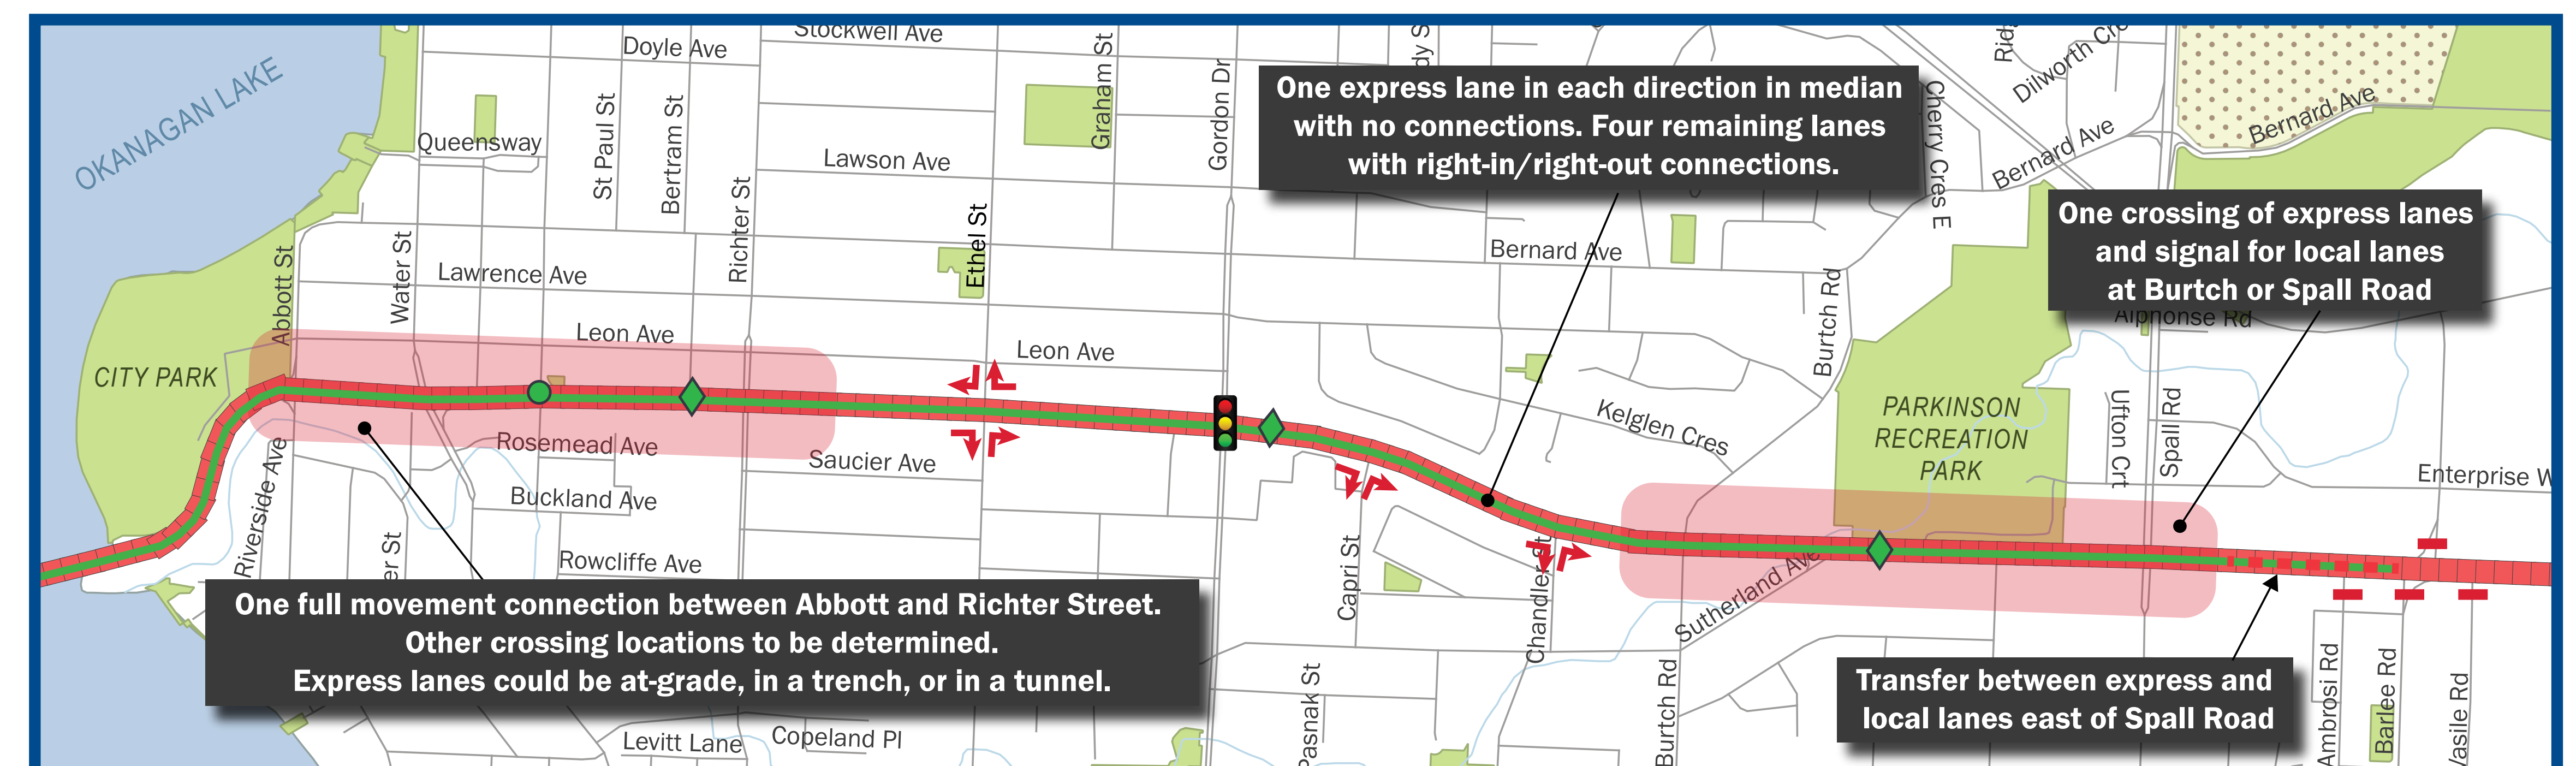 Doyle Ave
Stockwell Ave
OKANAGAN LAKE
Queensway
St Paul St
Bertram St
Richter St
Lawson Ave
Graham St
Gordon Dr
Ethel St
One express lane in each direction in median
with no connections. Four remaining lanes
with right-in/right-out connections.
Cherry Cres E
Dilworth Cre
Bernard Ave
Bernard Ave
One crossing of express lanes
and signal for local lanes
at Burtch or Spall Road
Alphonse Rd
Abbott St
Water St
Lawrence Ave
Leon Ave
Leon Ave
Bernard Ave
Burtch Rd
CITY PARK
Rosemead Ave
Saucier Ave
Buckland Ave
Rowcliffe Ave
Riverside Ave
er St
Kelglen Cres
PARKINSON
RECREATION
PARK
Ufton Crt
Spall Rd
Enterprise W
Capri St
Chandler St
Sutherland Ave
One full movement connection between Abbott and Richter Street.
Other crossing locations to be determined.
Express lanes could be at-grade, in a trench, or in a tunnel.
Transfer between express and
local lanes east of Spall Road
Levitt Lane
Copeland Pl
Pasnak St
Burtch Rd
Ambrosi Rd
Barlee Rd
Vasile Rd